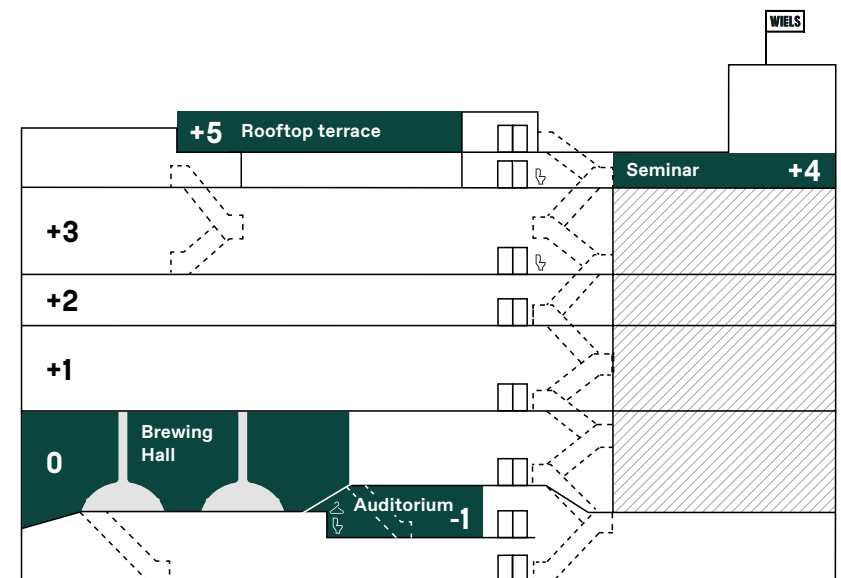 WIELS
+5 Rooftop terrace
Seminar +4
+3
+2
+1
0
Brewing
Hall
Auditorium
-1